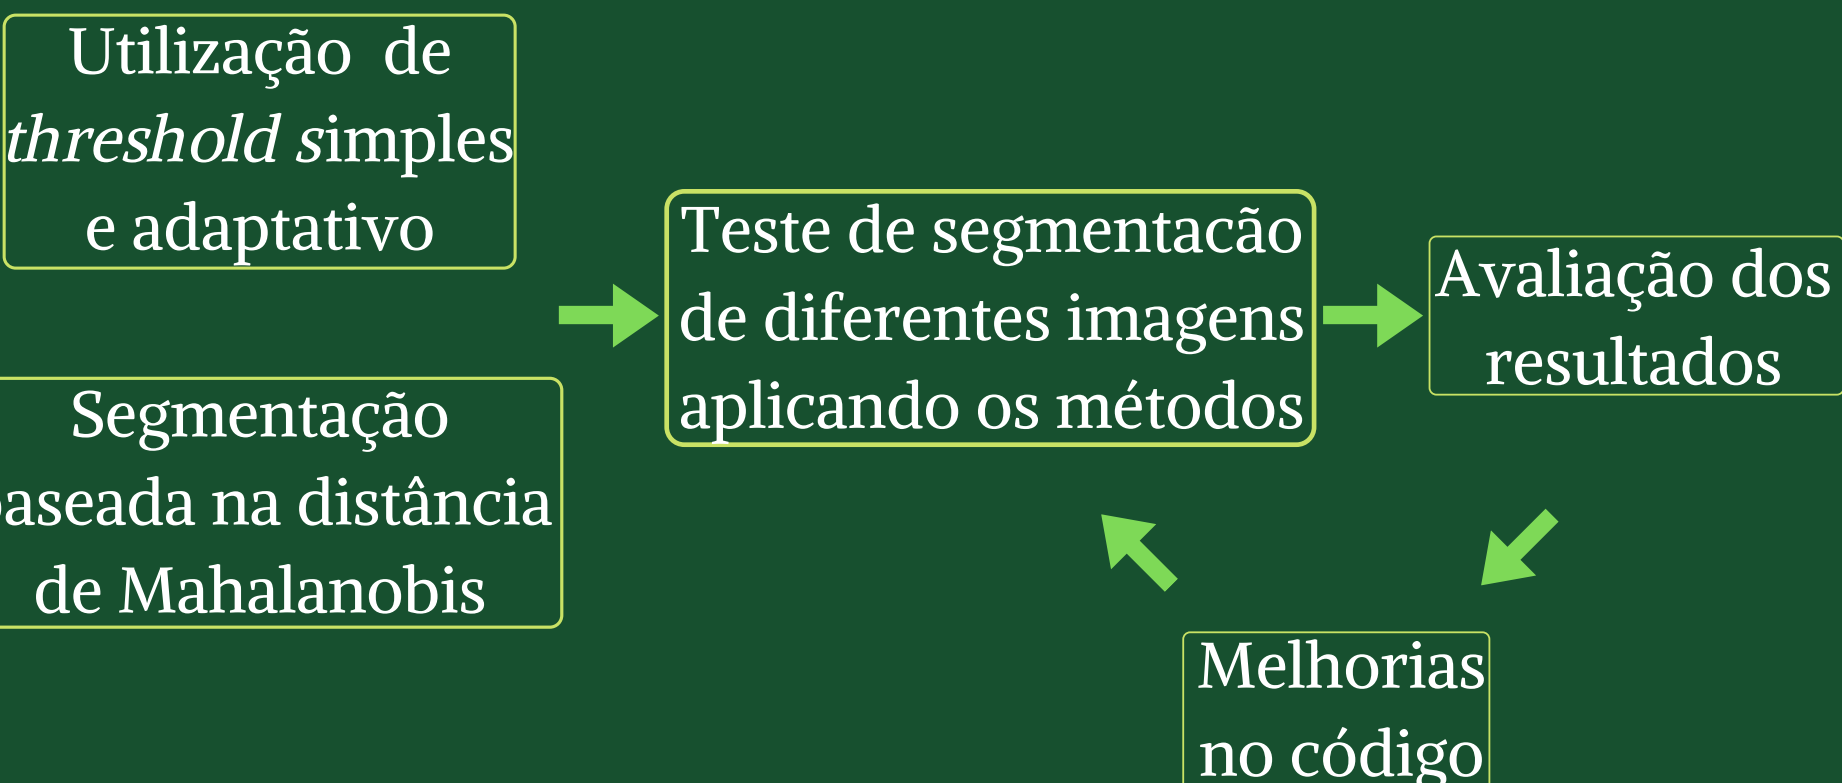 Utilização de
threshold simples
e adaptativo
Segmentação
baseada na distância
de Mahalanobis
Teste de segmentacão
de diferentes imagens
aplicando os métodos
Avaliação dos
resultados
Melhorias
no código